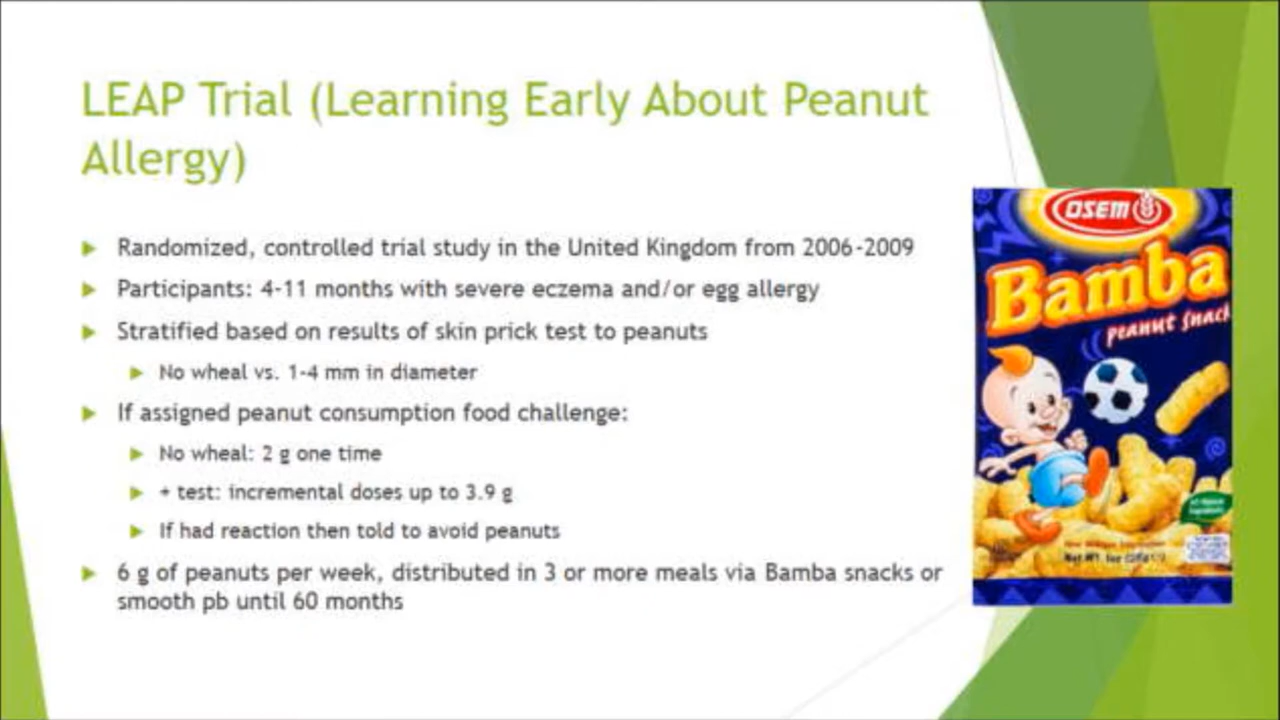 LEAP Trial (Learning Early About Peanut
Allergy)
Randomized, controlled trial study in the United Kingdom from 2006-2009
Participants: 4-11 months with severe eczema and/or egg allergy
Stratified based on results of skin prick test to peanuts
No wheal vs. 1-4 mm in diameter
If assigned peanut consumption food challenge:
No wheal: 2 g one time
+ test: incremental doses up to 3.9 g
If had reaction then told to avoid peanuts
6 g of peanuts per week, distributed in 3 or more meals via Bamba snacks or
smooth pb until 60 months
OSEM
Bamba
peanut snack